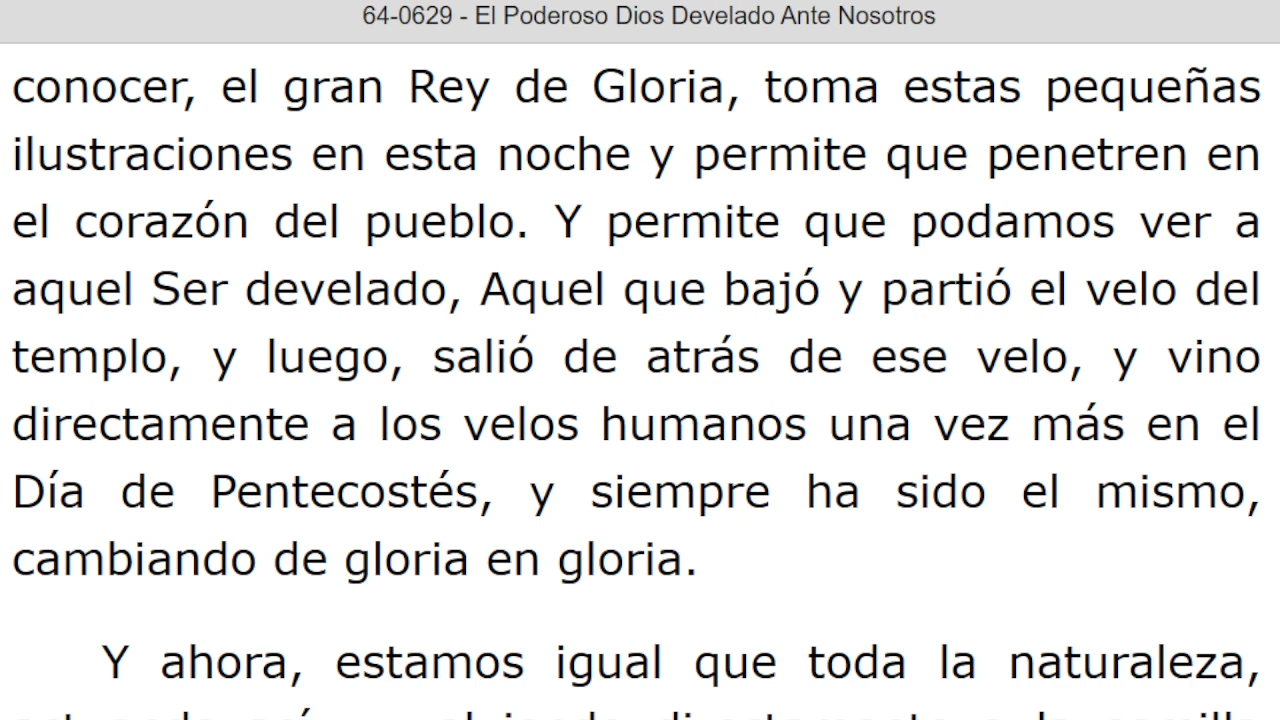 64-0629 - El Poderoso Dios Develado Ante Nosotros
conocer, el gran Rey de Gloria, toma estas pequeñas
ilustraciones en esta noche y permite que penetren en
el corazón del pueblo. Y permite que podamos ver a
aquel Ser develado, Aquel que bajó y partió el velo del
templo, y luego, salió de atrás de ese velo, y vino
directamente a los velos humanos una vez más en el
Día de Pentecostés, y siempre ha sido el mismo,
cambiando de gloria en gloria.
Y ahora, estamos igual que toda la naturaleza,
directamente a la semilla